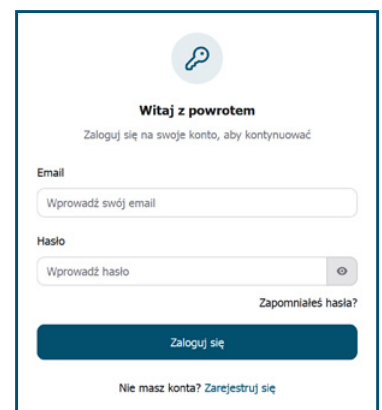 Witaj z powrotem
Zaloguj się na swoje konto, aby kontynuować
Email
Wprowadź swój email
Hasło
Wprowadź hasło
Zapomniałeś hasła?
Zaloguj się
Nie masz konta? Zarejestruj się